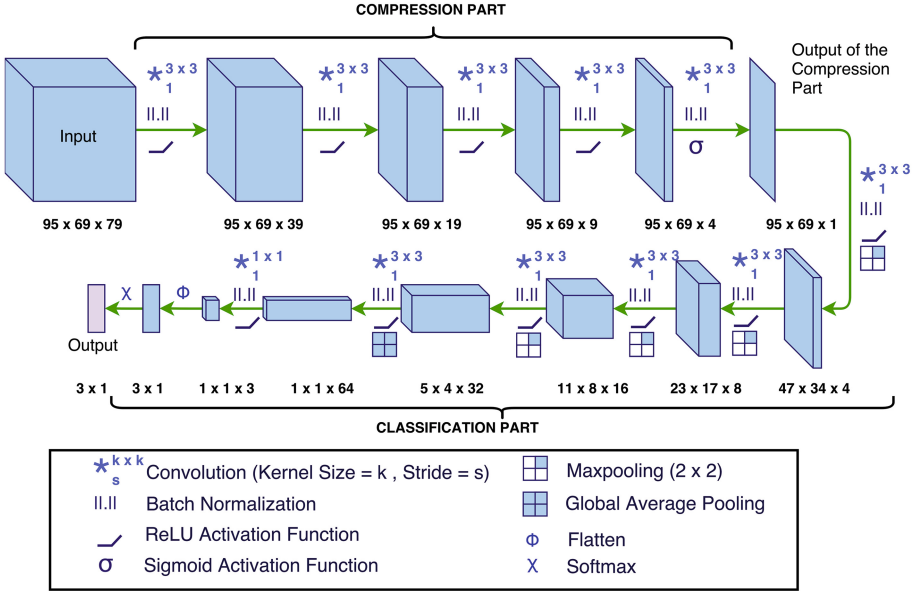 COMPRESSION PART
* 3 x 3 1
II.II
* 3 x 3 1
II.II
* 3 x 3 1
II.II
* 3 x 3 1
II.II
* 3 x 3 1
II.II
σ
Output of the
Compression
Part
Input
95 x 69 x 79
95 x 69 x 39
95 x 69 x 19
95 x 69 x 9
95 x 69 x 4
95 x 69 x 1
* 3 x 3 1
II.II
* 1 x 1 1
II.II
* 3 x 3 1
II.II
* 3 x 3 1
II.II
* 3 x 3 1
II.II
* 3 x 3 1
II.II
χ
Φ
Output
3 x 1
3 x 1
1 x 1 x 3
1 x 1 x 64
5 x 4 x 32
11 x 8 x 16
23 x 17 x 8
47 x 34 x 4
CLASSIFICATION PART
* k x k s Convolution (Kernel Size = k , Stride = s)
II.II Batch Normalization
ReLU Activation Function
σ Sigmoid Activation Function
Maxpooling (2 x 2)
Global Average Pooling
Φ Flatten
χ Softmax